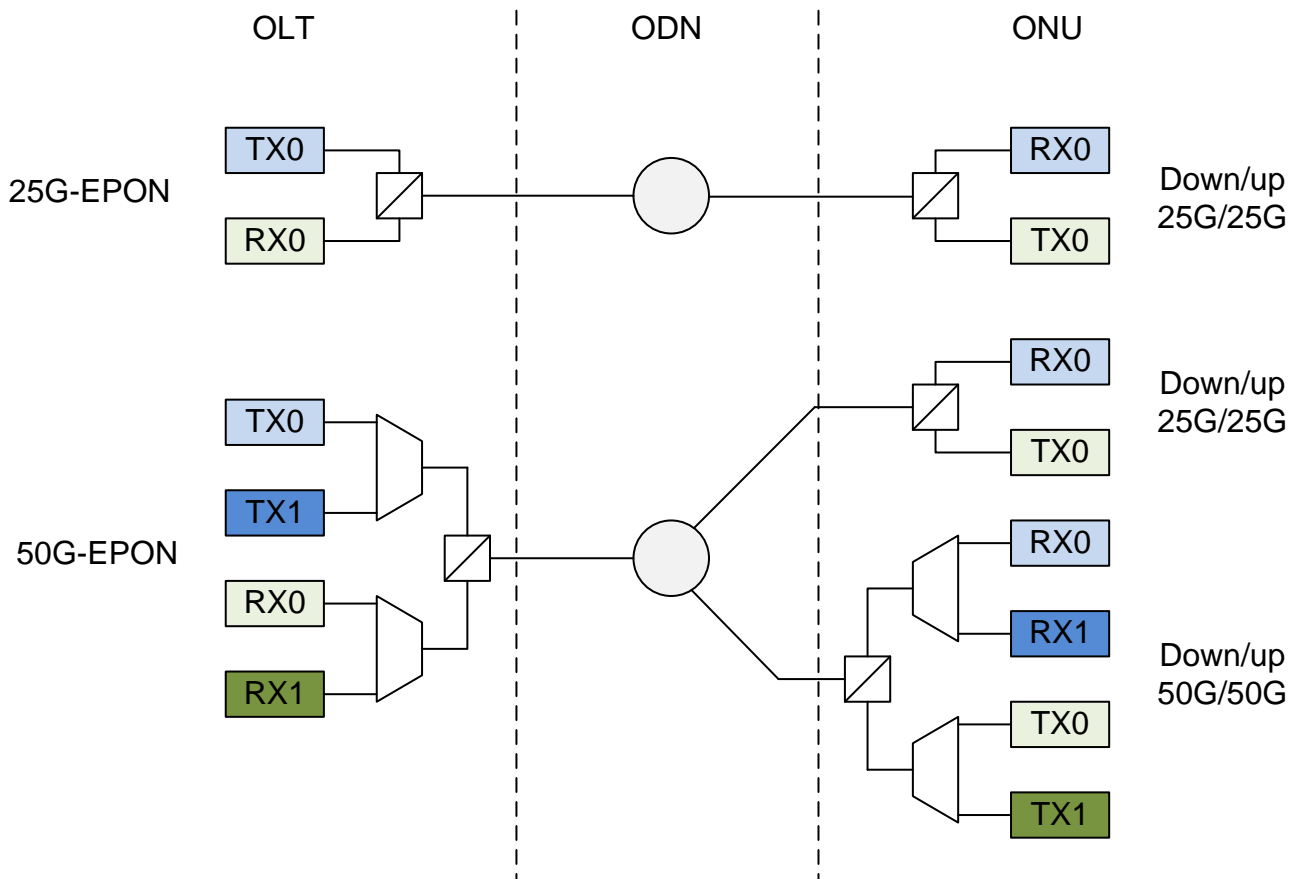 OLT
ODN
ONU
25G-EPON
TX0
RX0
RX0
TX0
Down/up
25G/25G
50G-EPON
TX0
TX1
RX0
RX1
RX0
TX0
Down/up
25G/25G
RX0
RX1
TX0
TX1
Down/up
50G/50G